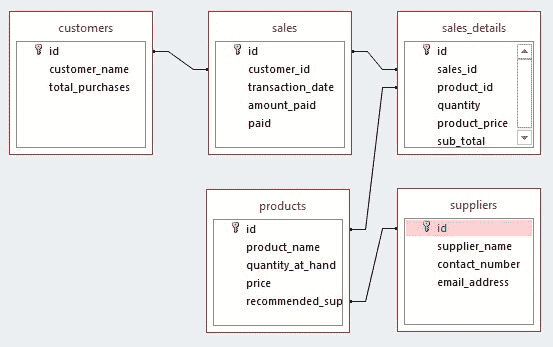 customers
id
customer_name
total_purchases
sales
id
customer_id
transaction_date
amount_paid
paid
sales_details
id
sales_id
product_id
quantity
product_price
sub_total
products
id
product_name
quantity_at_hand
price
recommended_sup
suppliers
id
supplier_name
contact_number
email_address